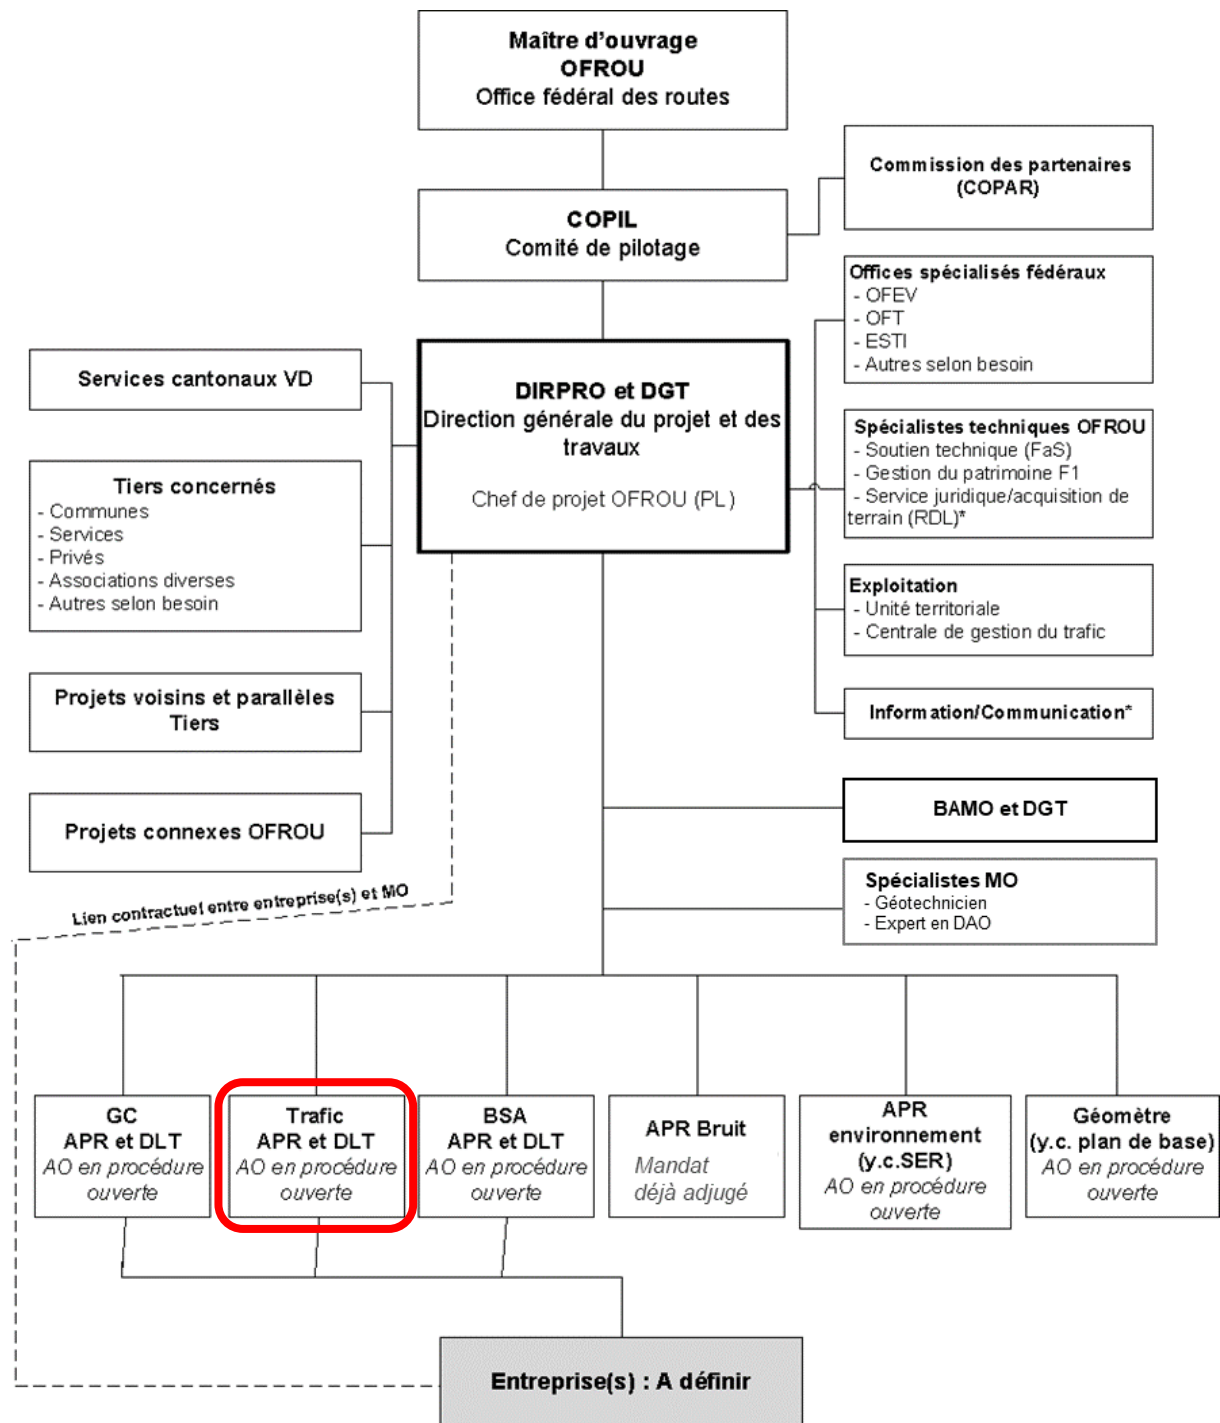 Maître d'ouvrage
OFROU
Office fédéral des routes
Commission des partenaires
(COPAR)
COPIL
Comité de pilotage
Offices spécialisés fédéraux
- OFEV
- OFT
- ESTI
- Autres selon besoin
Services cantonaux VD
DIRPRO et DGT
Direction générale du projet et des
travaux
Chef de projet OFROU (PL)
Spécialistes techniques OFROU
- Soutien technique (FaS)
- Gestion du patrimoine F1
- Service juridique/acquisition de
terrain (RDL)*
Tiers concernés
- Communes
- Services
- Privés
- Associations diverses
- Autres selon besoin
Exploitation
- Unité territoriale
- Centrale de gestion du trafic
Projets voisins et parallèles
Tiers
Information/Communication*
Projets connexes OFROU
BAMO et DGT
Spécialistes MO
- Géotechnicien
- Expert en DAO
Lien contractuel entre entreprise(s) et MO
GC
APR et DLT
AO en procédure
ouverte
Trafic
APR et DLT
AO en procédure
ouverte
BSA
APR et DLT
AO en procédure
ouverte
APR Bruit
Mandat
déjà adjugé
APR
environnement
(y.c.SER)
AO en procédure
ouverte
Géomètre
(y.c. plan de base)
AO en procédure
ouverte
Entreprise(s) : A définir